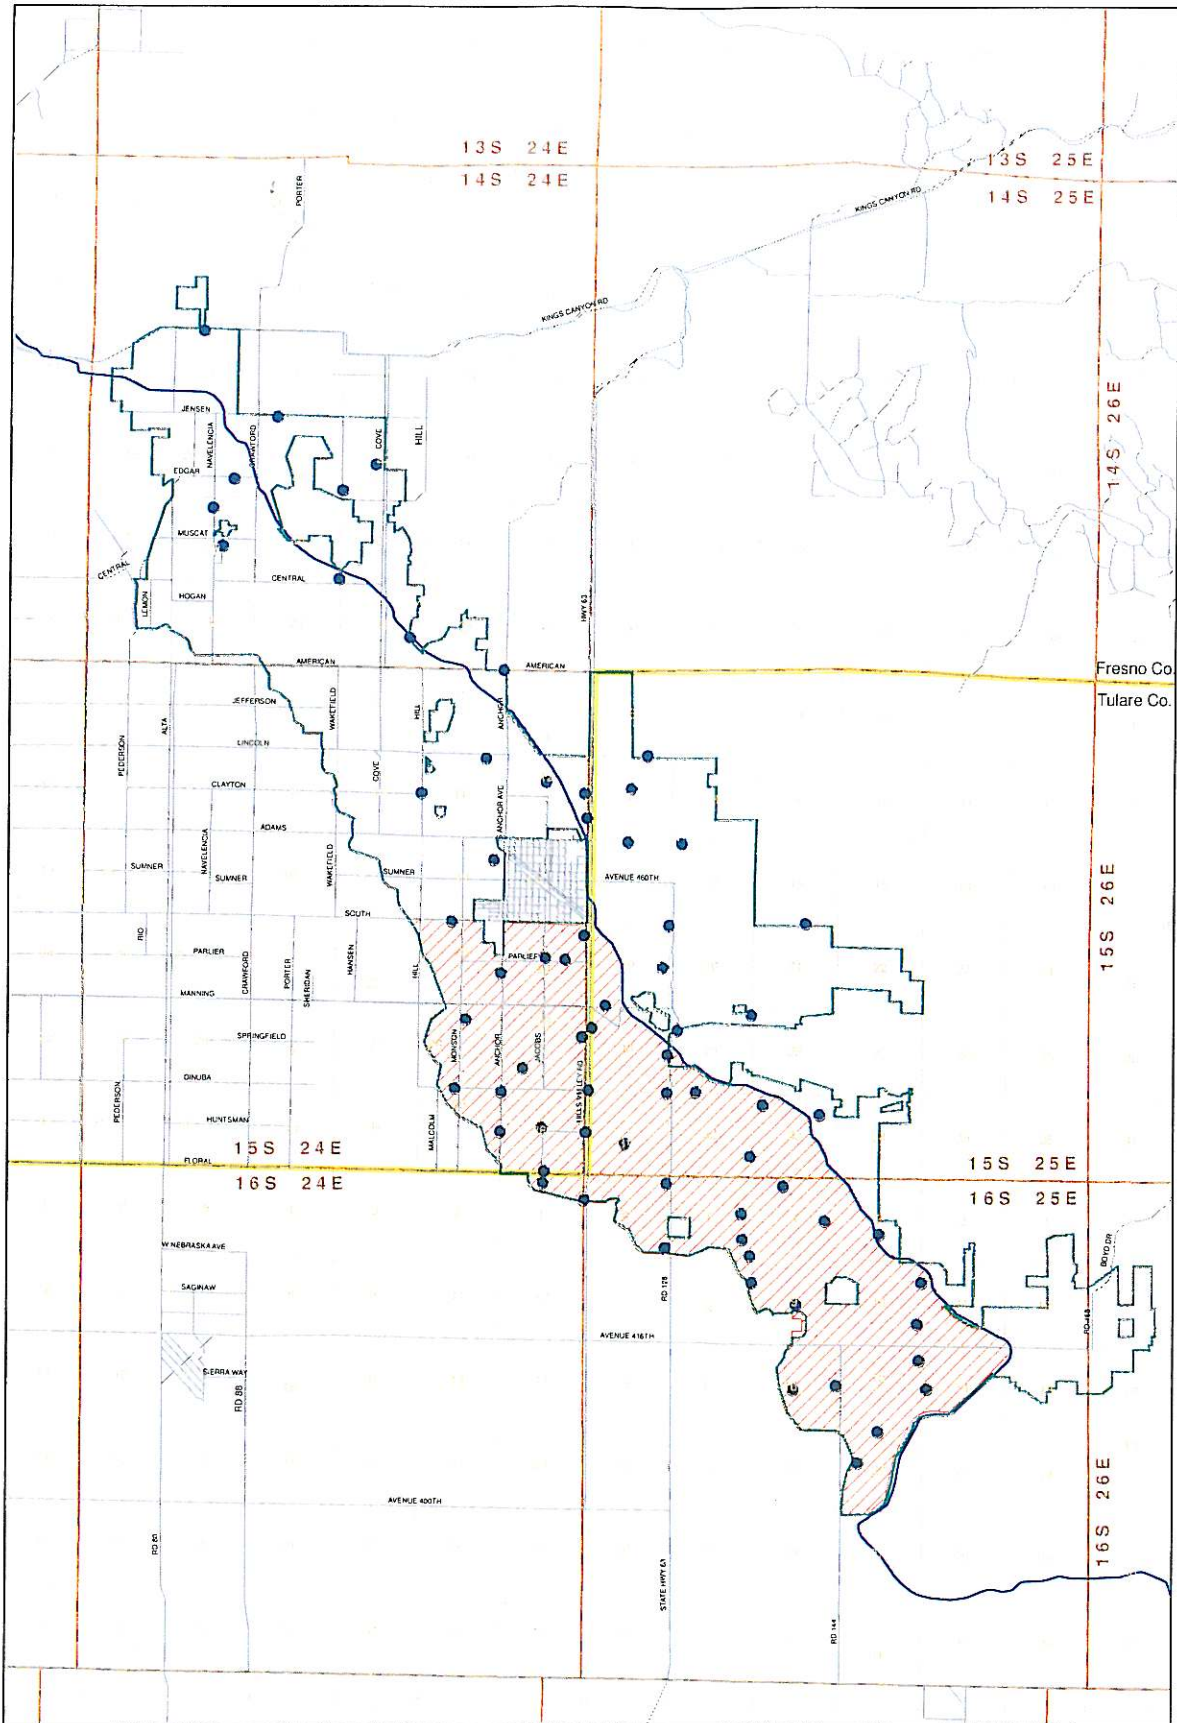 13S 24E
14S 24E
13S 25E
14S 25E
PORTER
KINGS CANYON RD
KINGS CANYON RD
14S 26E
JENSEN
NAVELENCIA
CRAWFORD
COVE
HILL
EDGAR
MUSCAT
CENTRAL
CENTRAL
LEMON
HOGAN
HWY 63
AMERICAN
AMERICAN
Fresno Co.
Tulare Co.
JEFFERSON
WAKEFIELD
HILL
ANCHOR
ALTA
PEDERSON
LINCOLN
COVE
CLAYTON
ANCHOR AVE
ADAMS
NAVELENCIA
WAKEFIELD
SUMNER
SUMNER
SUMNER
AVENUE 460TH
SOUTH
RIO
15S 26E
PARLIER
PARLIER
CRAWFORD
PORTER
SHERIDAN
HANSEN
HILL
MANNING
SPRINGFIELD
MONSON
ANCHOR
JACOBS
DINUBA
HILLS VALLEY RD
PEDERSON
HUNTSMAN
MALCOLM
FLORAL
15S 24E
16S 24E
15S 25E
16S 25E
W NEBRASKA AVE
BOYD DR
SAGINAW
RD 128
AVENUE 416TH
SIERRA WAY
RD 88
16S 26E
AVENUE 400TH
RD 80
STATE HWY 63
RD 144